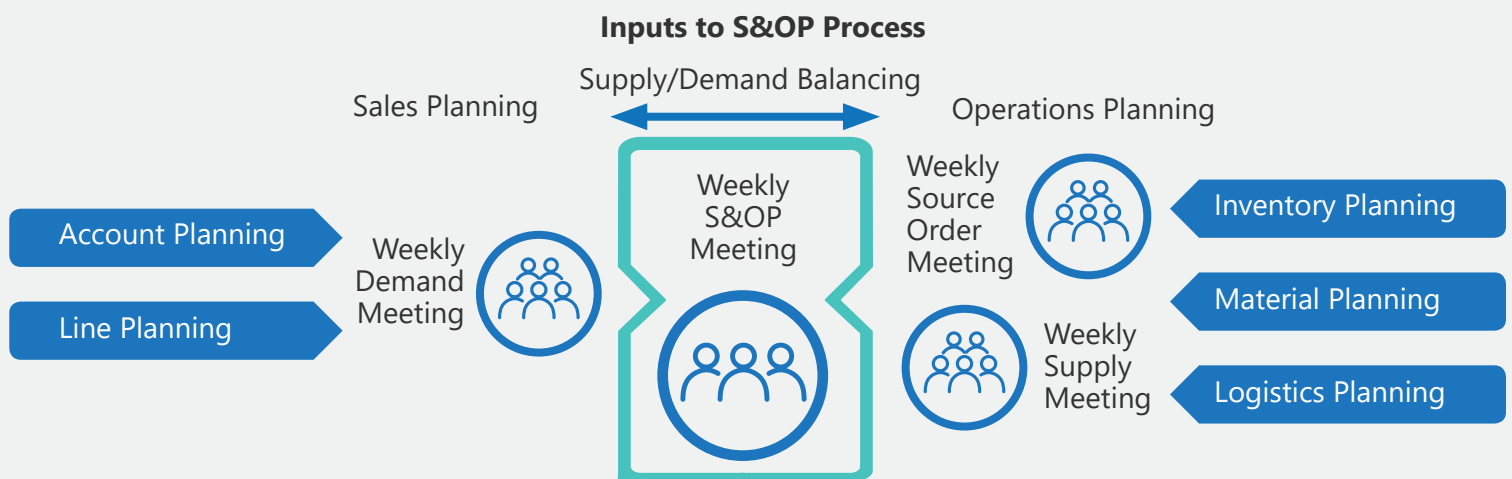 Inputs to S&OP Process
Supply/Demand Balancing
Sales Planning
Operations Planning
Account Planning
Line Planning
Weekly
Demand
Meeting
Weekly
S&OP
Meeting
Weekly
Source
Order
Meeting
Weekly
Supply
Meeting
Inventory Planning
Material Planning
Logistics Planning